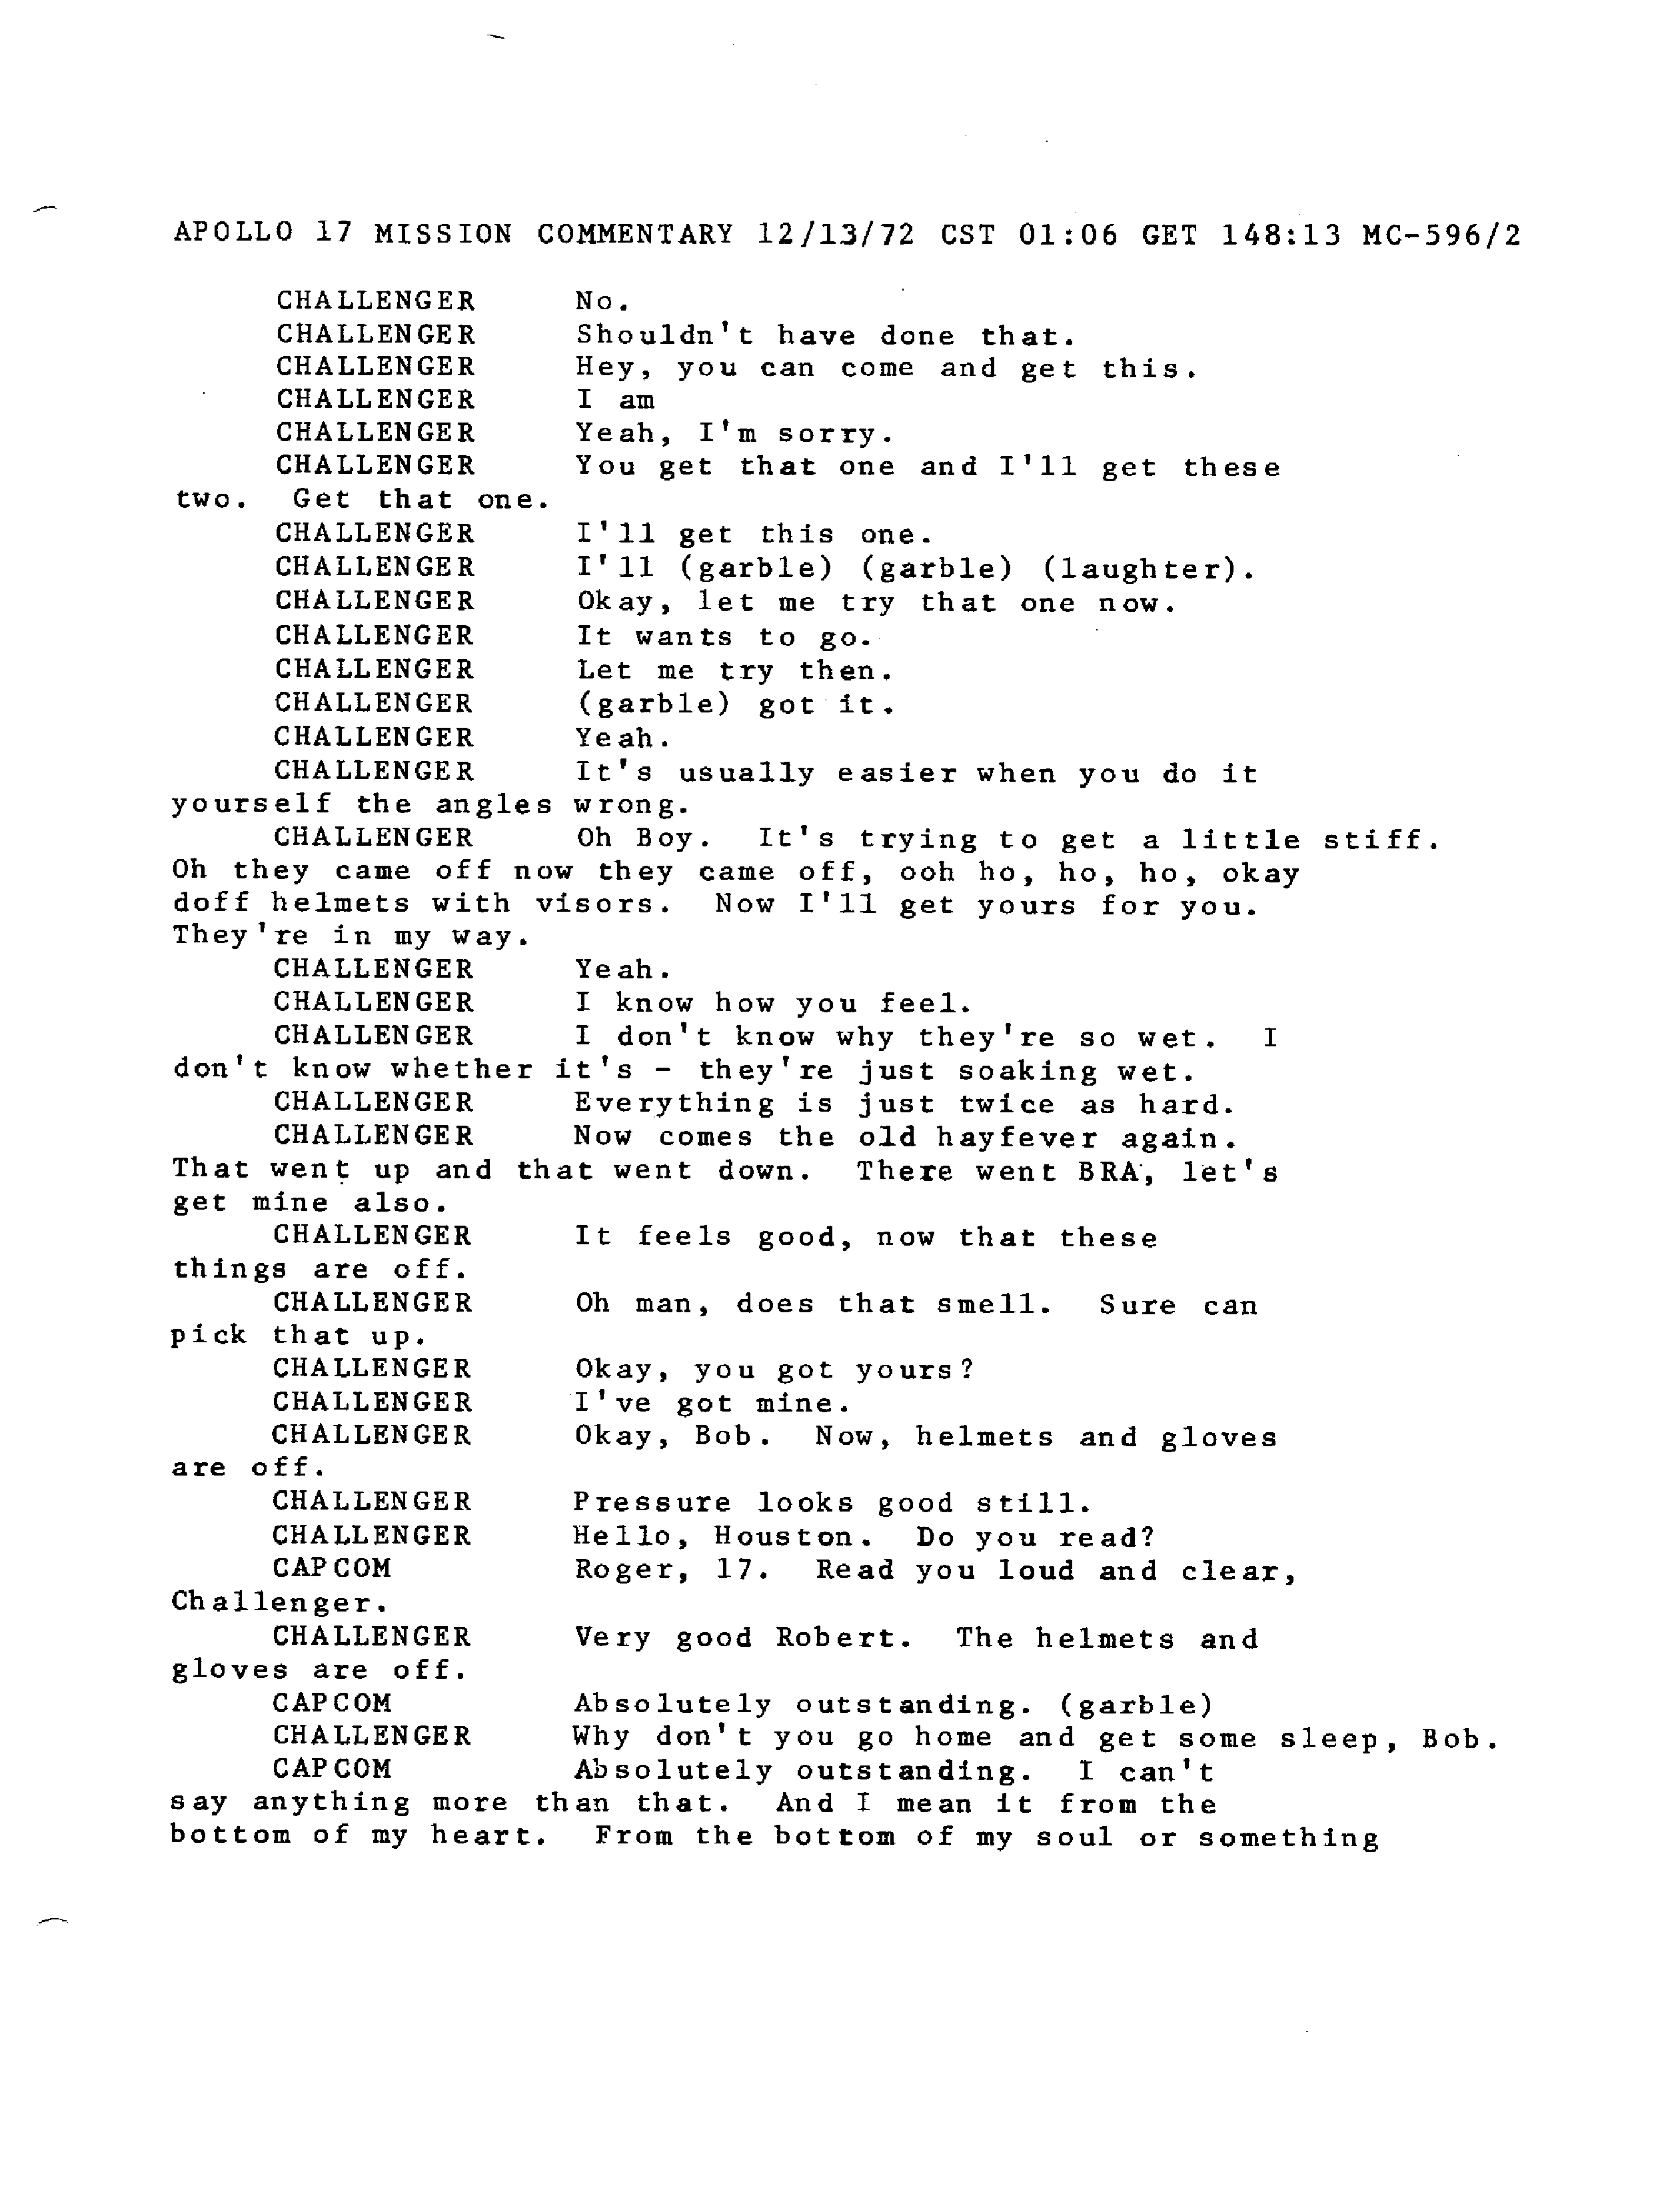 APOLLO 17 MISSION COMMENTARY 12/13/72 CST 01:06 GET 148:13 MC-596/2
CHALLENGER No.
CHALLENGER Shouldn't have done that.
CHALLENGER Hey, you can come and get this.
CHALLENGER I am
CHALLENGER Yeah, I'm sorry.
CHALLENGER You get that one and I'll get these
two. Get that one.
CHALLENGER I'll get this one.
CHALLENGER I'll (garble) (garble) (laughter).
CHALLENGER Okay, let me try that one now.
CHALLENGER It wants to go.
CHALLENGER Let me try then.
CHALLENGER (garble) got it.
CHALLENGER Yeah.
CHALLENGER It's usually easier when you do it
yourself the angles wrong.
CHALLENGER Oh Boy. It's trying to get a little stiff.
Oh they came off now they came off, ooh ho, ho, ho, okay
doff helmets with visors. Now I'll get yours for you.
They're in my way.
CHALLENGER Yeah.
CHALLENGER I know how you feel.
CHALLENGER I don't know why they're so wet. I
don't know whether it's - they're just soaking wet.
CHALLENGER Everything is just twice as hard.
CHALLENGER Now comes the old hayfever again.
That went up and that went down. There went BRA, let's
get mine also.
CHALLENGER It feels good, now that these
things are off.
CHALLENGER Oh man, does that smell. Sure can
pick that up.
CHALLENGER Okay, you got yours?
CHALLENGER I've got mine.
CHALLENGER Okay, Bob. Now, helmets and gloves
are off.
CHALLENGER Pressure looks good still.
CHALLENGER Hello, Houston. Do you read?
CAPCOM Roger, 17. Read you loud and clear,
Challenger.
CHALLENGER Very good Robert. The helmets and
gloves are off.
CAPCOM Absolutely outstanding. (garble)
CHALLENGER Why don't you go home and get some sleep, Bob.
CAPCOM Absolutely outstanding. I can't
say anything more than that. And I mean it from the
bottom of my heart. From the bottom of my soul or something